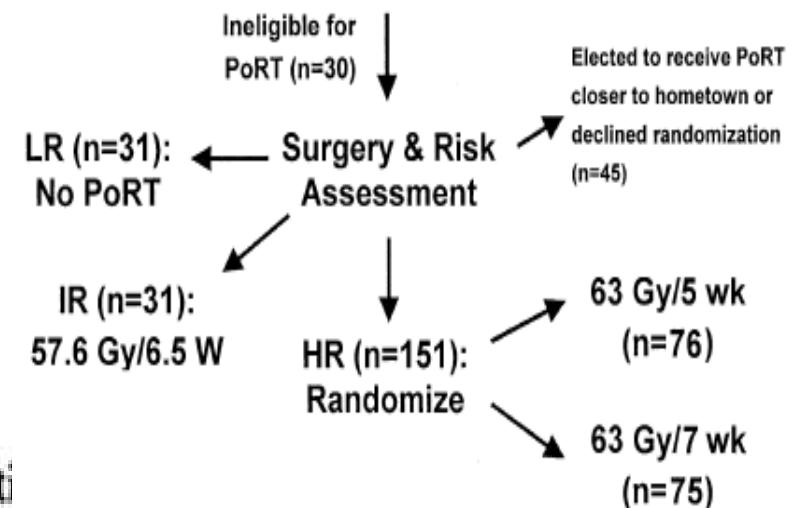 Ineligible for
PoRT (n=30)
Elected to receive PoRT
closer to hometown or
declined randomization
(n=45)
LR (n=31):
No PoRT
Surgery & Risk
Assessment
IR (n=31):
57.6 Gy/6.5 W
HR (n=151):
Randomize
63 Gy/5 wk
(n=76)
63 Gy/7 wk
(n=75)